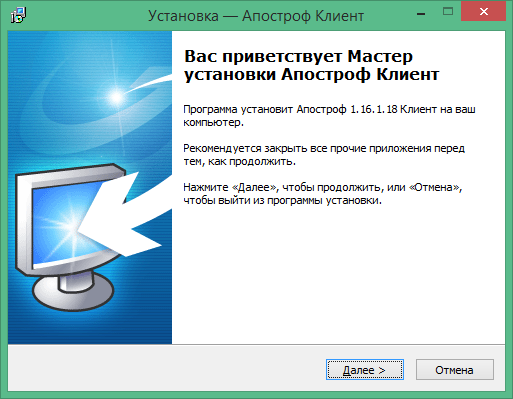 Установка — Апостроф Клиент
Вас приветствует Мастер
установки Апостроф Клиент
Программа установит Апостроф 1.16.1.18 Клиент на ваш
компьютер.
Рекомендуется закрыть все прочие приложения перед
тем, как продолжить.
Нажмите «Далее», чтобы продолжить, или «Отмена»,
чтобы выйти из программы установки.
Далее >
Отмена